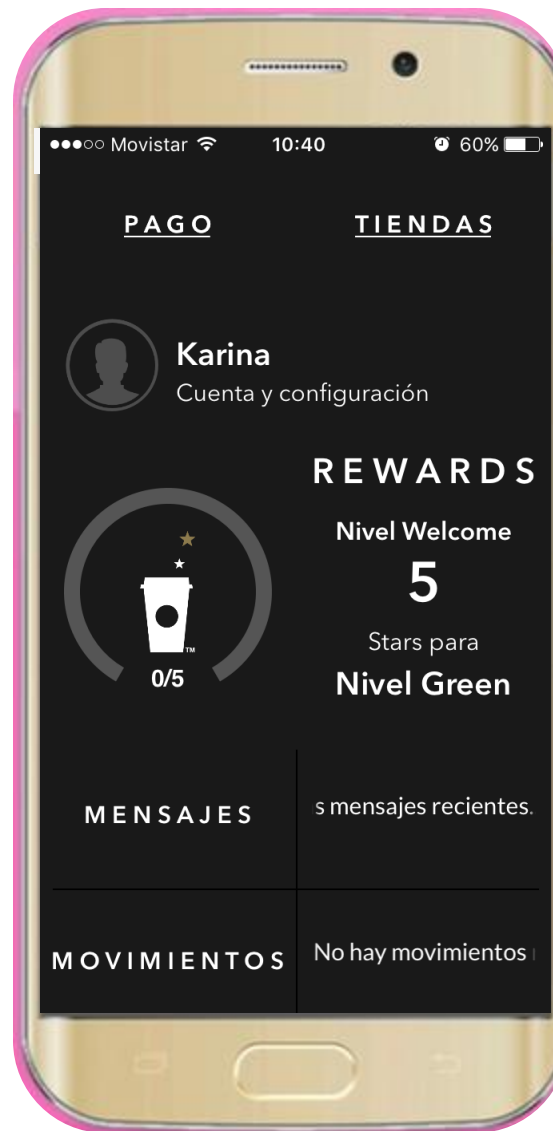 ●●●○○ Movistar 10:40 60%
PAGO TIENDAS
Karina
Cuenta y configuración
REWARDS
Nivel Welcome
5
Stars para
Nivel Green
TM
0/5
MENSAJES
s mensajes recientes.
MOVIMIENTOS
No hay movimientos